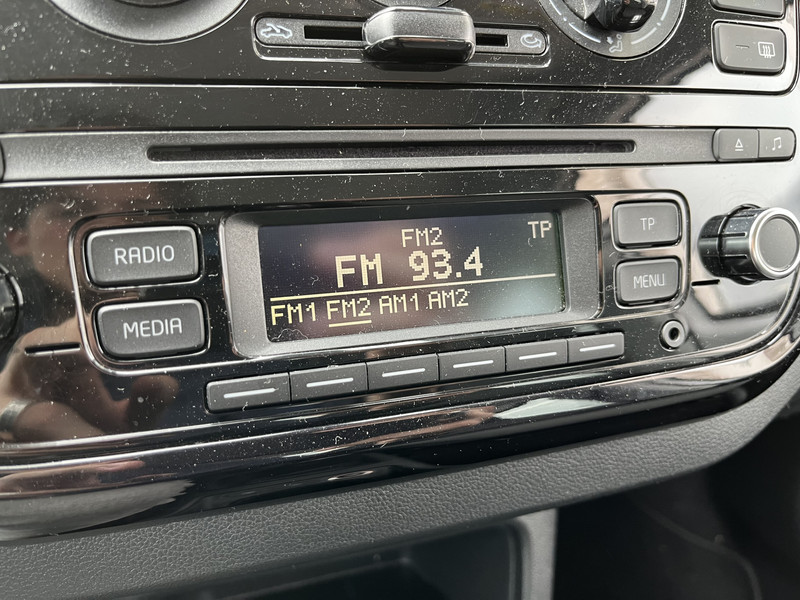 FM2
TP
FM 93.4
FM1 FM2 AM1 AM2
RADIO
MEDIA
TP
MENU